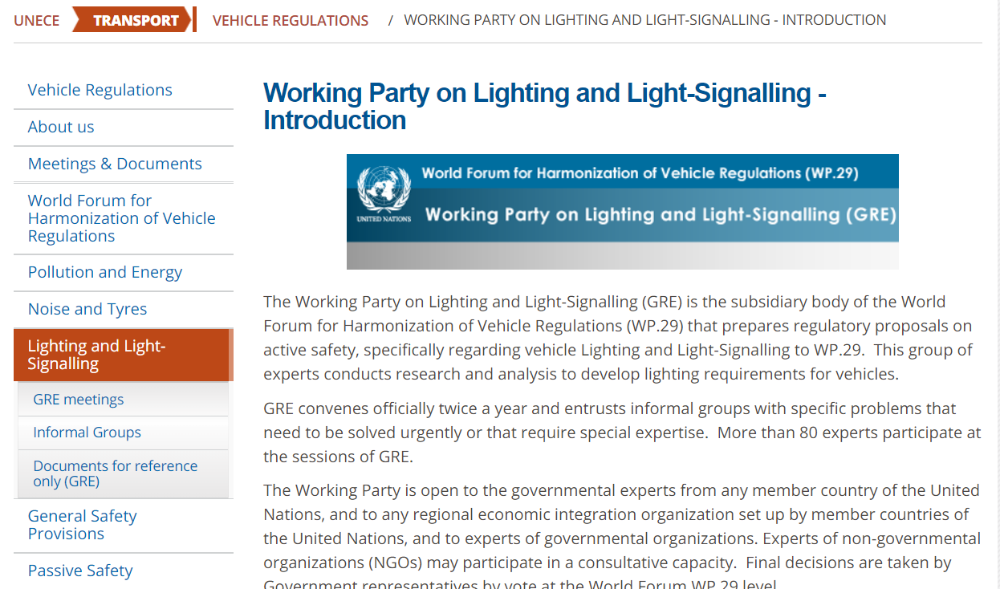 UNECE TRANSPORT VEHICLE REGULATIONS / WORKING PARTY ON LIGHTING AND LIGHT-SIGNALLING - INTRODUCTION
Vehicle Regulations
About us
Meetings & Documents
World Forum for
Harmonization of Vehicle
Regulations
Pollution and Energy
Noise and Tyres
Lighting and Light-
Signalling
GRE meetings
Informal Groups
Documents for reference
only (GRE)
General Safety
Provisions
Passive Safety
Working Party on Lighting and Light-Signalling -
Introduction
UNITED NATIONS
World Forum for Harmonization of Vehicle Regulations (WP.29)
Working Party on Lighting and Light-Signalling (GRE)
The Working Party on Lighting and Light-Signalling (GRE) is the subsidiary body of the World
Forum for Harmonization of Vehicle Regulations (WP.29) that prepares regulatory proposals on
active safety, specifically regarding vehicle Lighting and Light-Signalling to WP.29.  This group of
experts conducts research and analysis to develop lighting requirements for vehicles.
GRE convenes officially twice a year and entrusts informal groups with specific problems that
need to be solved urgently or that require special expertise.  More than 80 experts participate at
the sessions of GRE.
The Working Party is open to the governmental experts from any member country of the United
Nations, and to any regional economic integration organization set up by member countries of
the United Nations, and to experts of governmental organizations. Experts of non-governmental
organizations (NGOs) may participate in a consultative capacity.  Final decisions are taken by
Government representatives by vote at the World Forum WP.29 level.